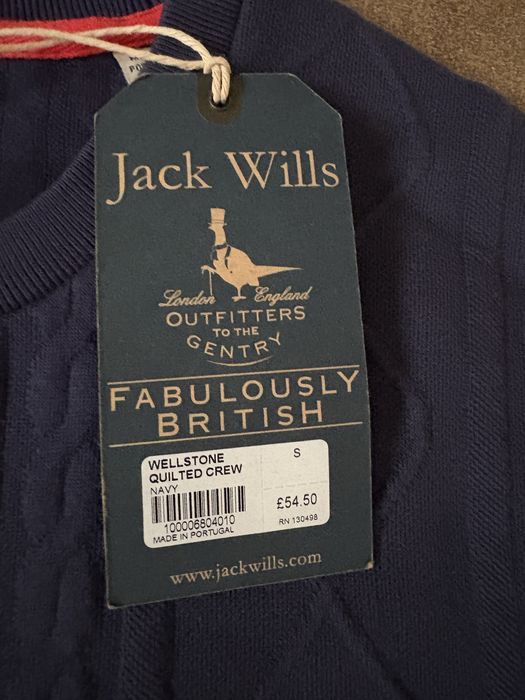 Jack Wills
London England
OUTFITTERS
TO THE
GENTRY
FABULOUSLY
BRITISH
WELLSTONE
QUILTED CREW
NAVY
S
100006804010
£54.50
MADE IN PORTUGAL
RN 130498
www.jackwills.com